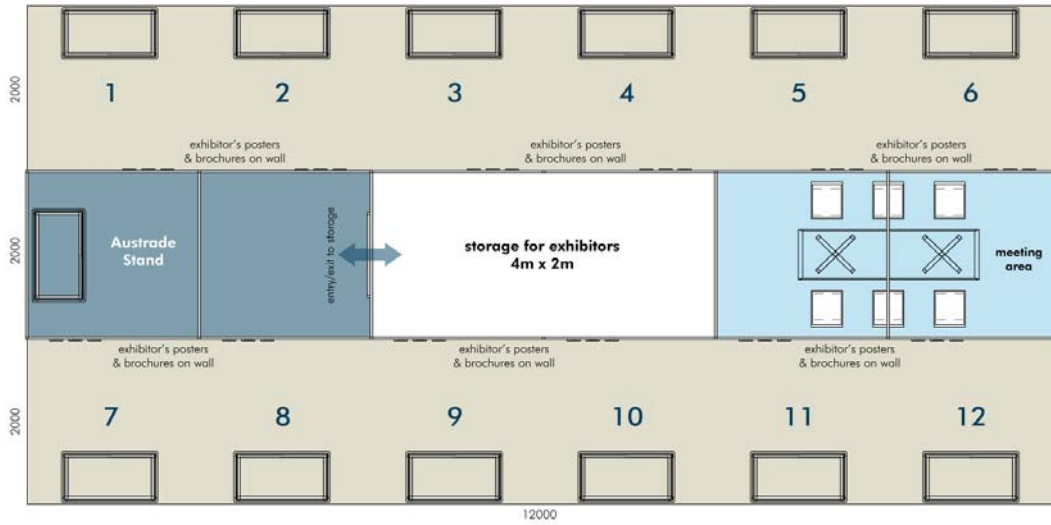 2000
1
2
3
4
5
6
exhibitor's posters
& brochures on wall
exhibitor's posters
& brochures on wall
exhibitor's posters
& brochures on wall
2000
Austrade
Stand
entry/exit to storage
storage for exhibitors
4m x 2m
meeting
area
exhibitor's posters
& brochures on wall
exhibitor's posters
& brochures on wall
exhibitor's posters
& brochures on wall
2000
7
8
9
10
11
12
12000